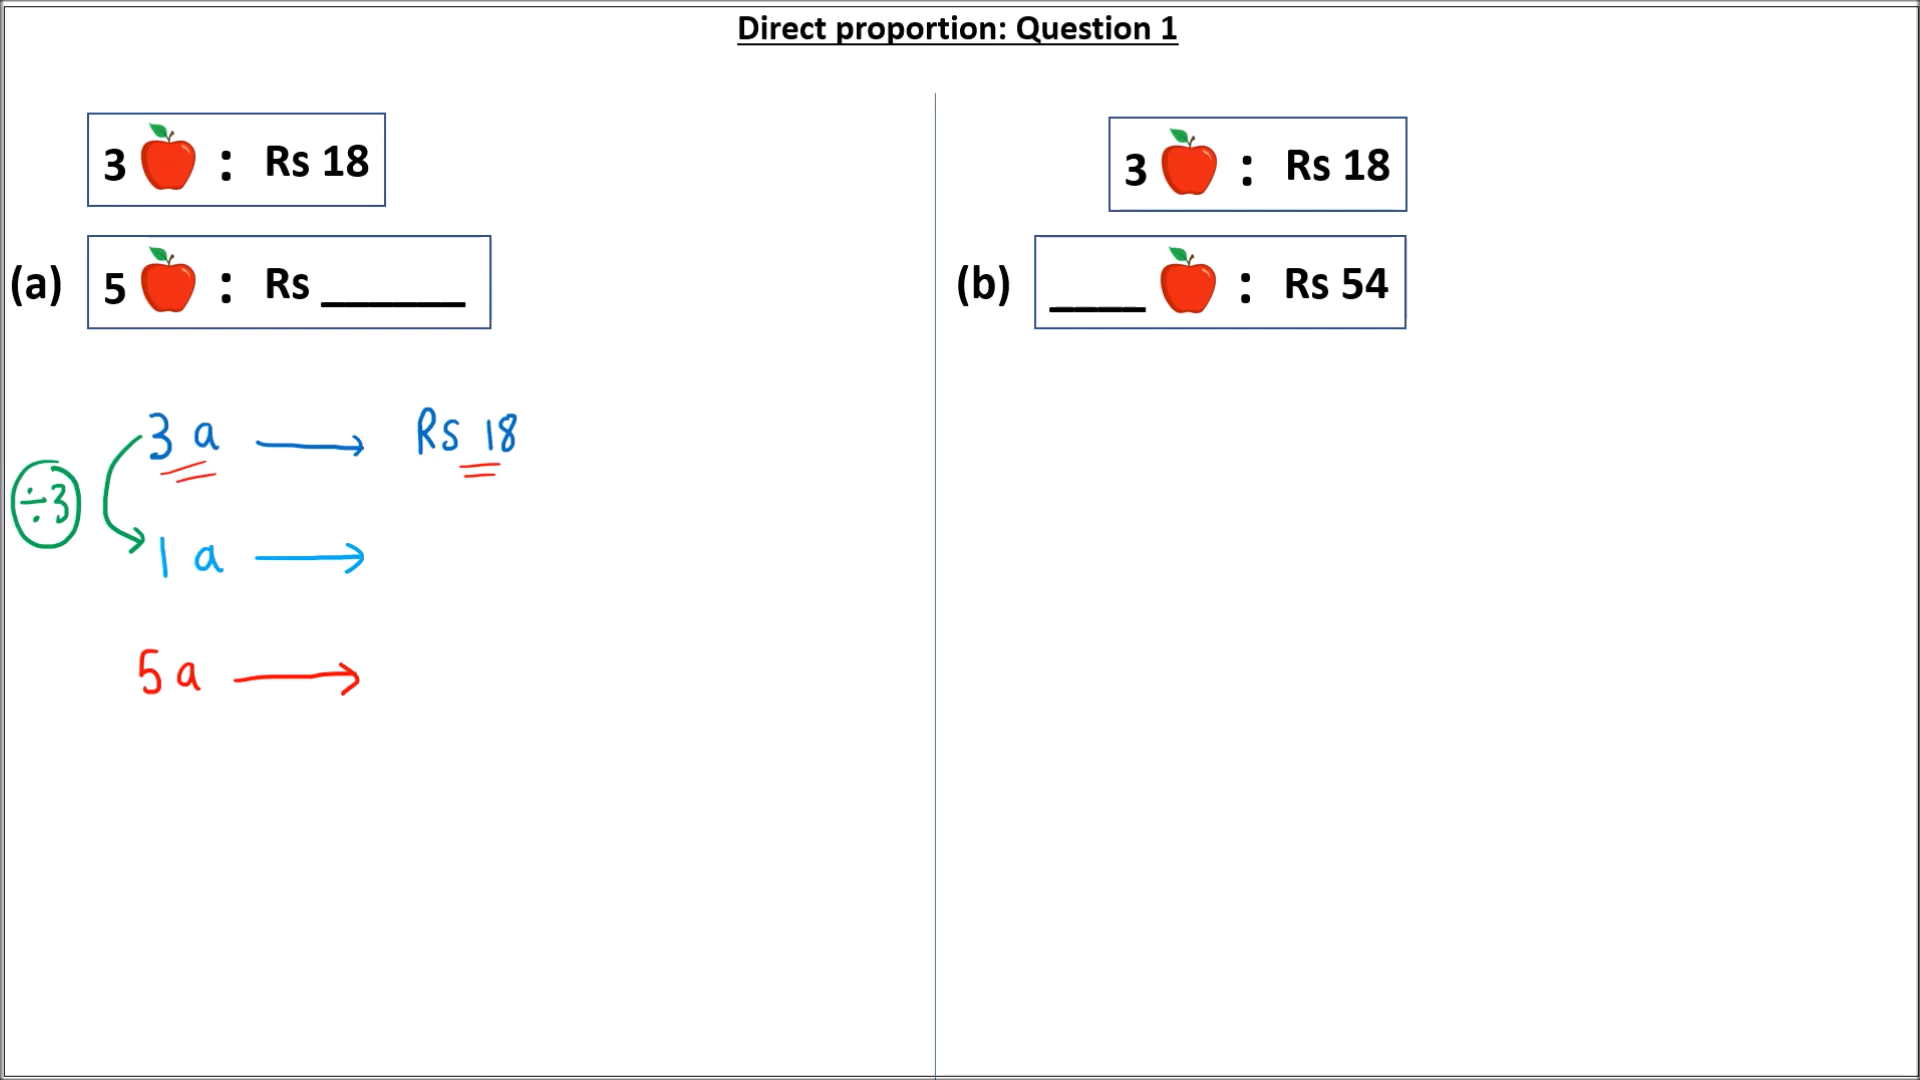 Direct proportion: Question 1
3 : Rs 18
(a) 5 : Rs ______
3 a → Rs 18
÷3
1 a →
5 a →
3 : Rs 18
(b) ____ : Rs 54